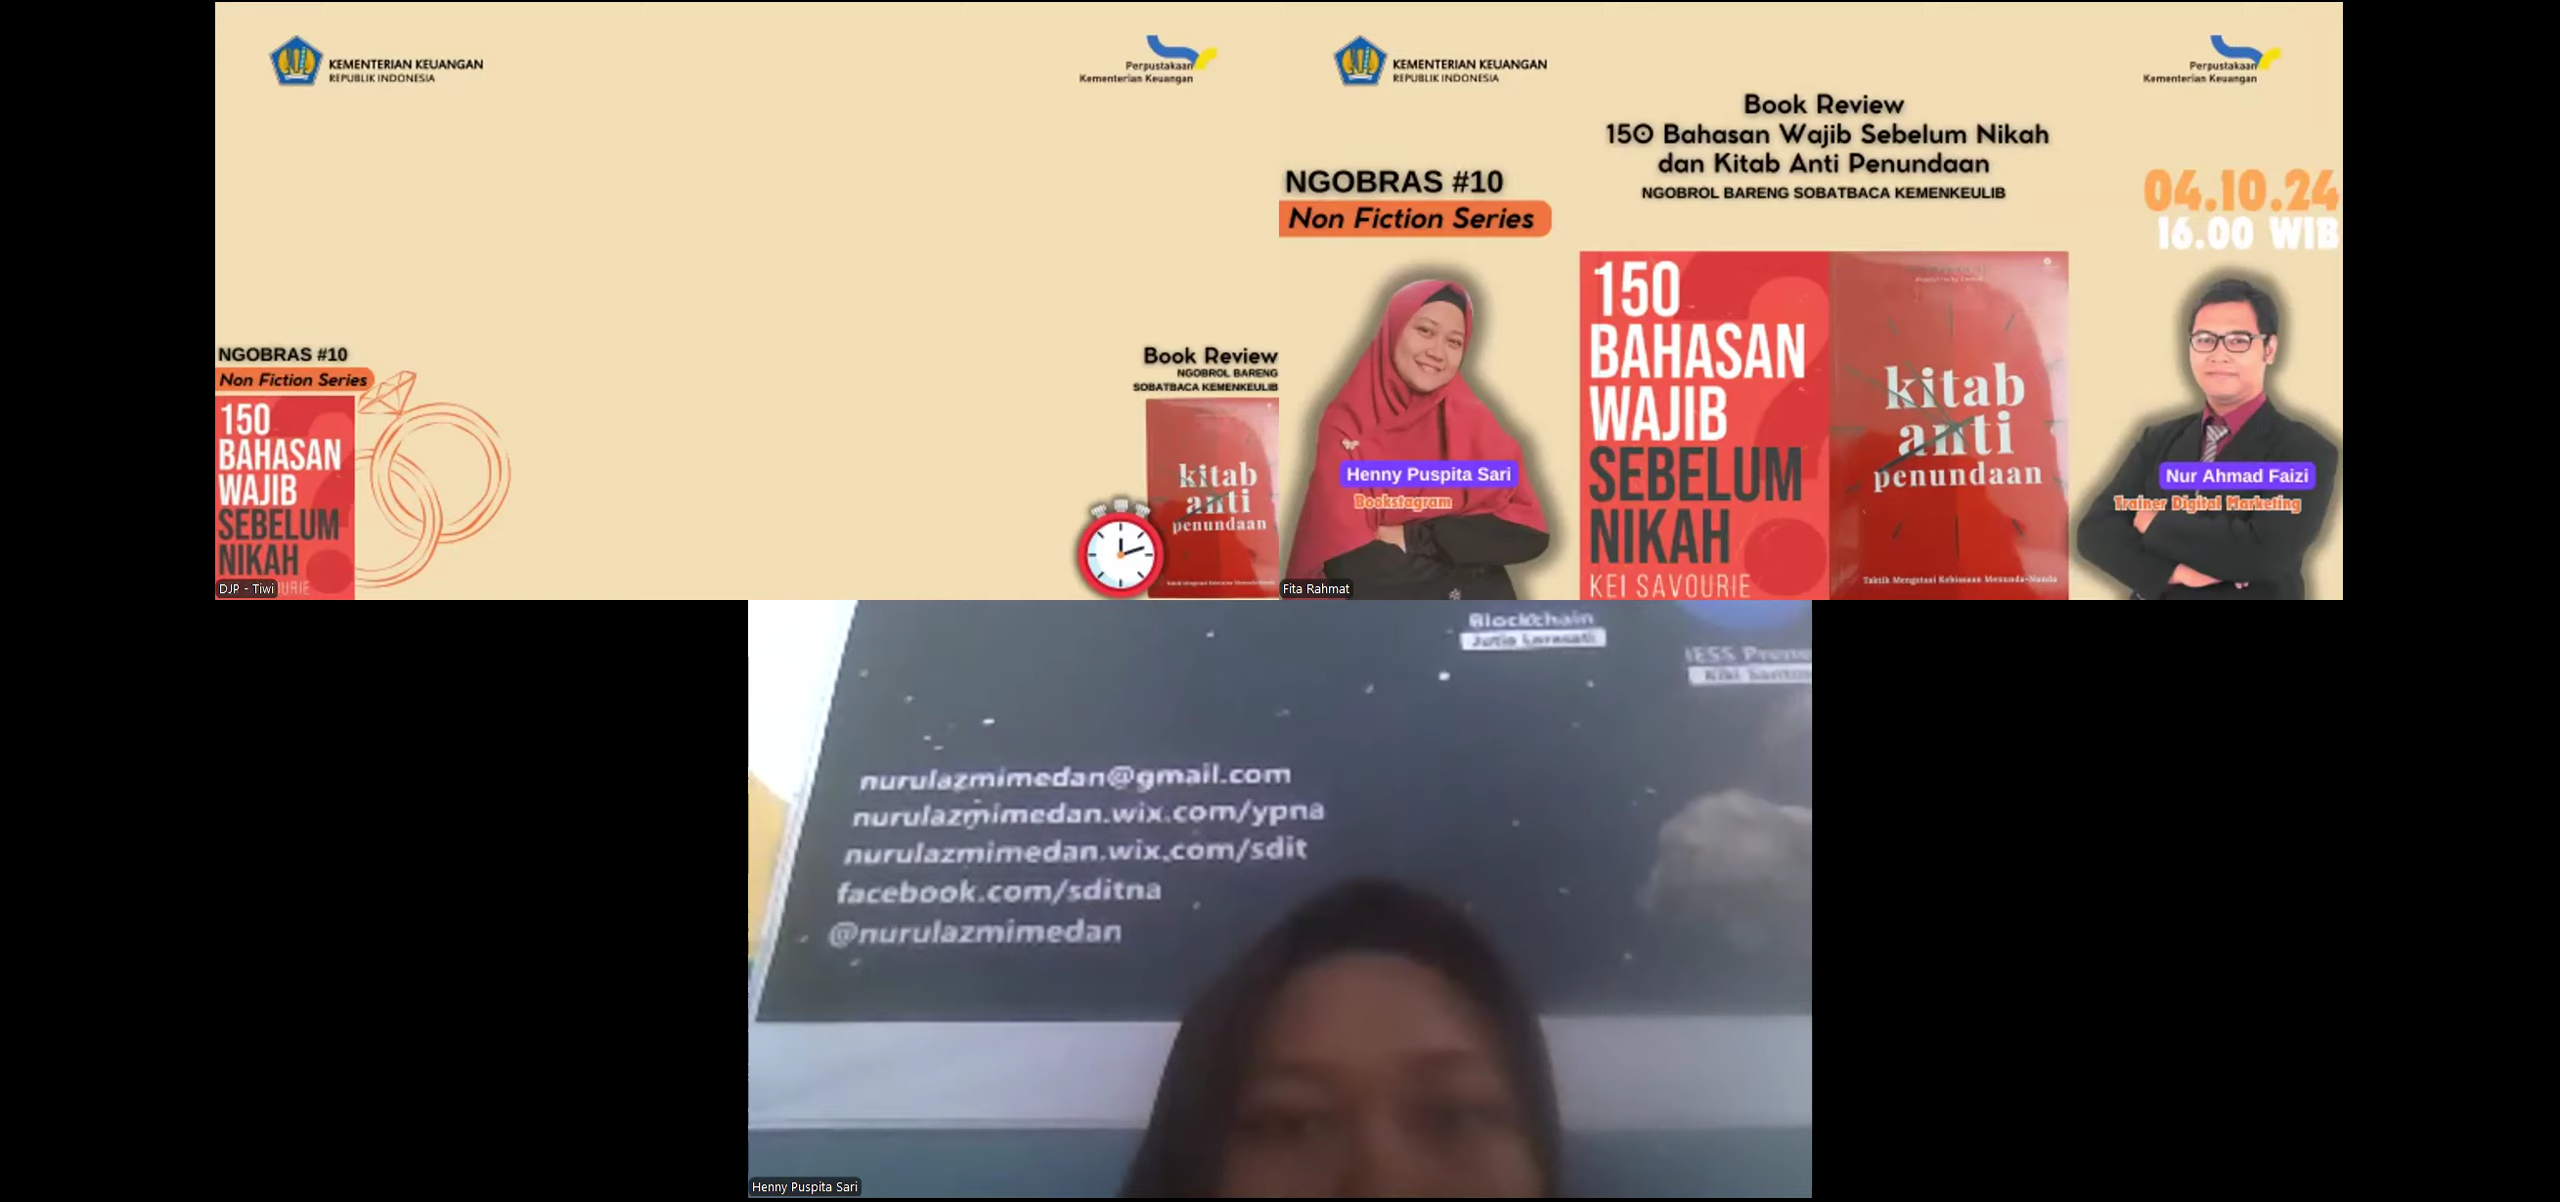 KEMENTERIAN KEUANGAN
REPUBLIK INDONESIA
Perpustakaan
Kementerian Keuangan
NGOBRAS #10
Non Fiction Series
150
BAHASAN
WAJIB
SEBELUM
NIKAH
DJP - Tiwi
Book Review
NGOBROL BARENG
SOBATBACA KEMENKEULIB
kitab
anti
penundaan
KEMENTERIAN KEUANGAN
REPUBLIK INDONESIA
Perpustakaan
Kementerian Keuangan
Book Review
150 Bahasan Wajib Sebelum Nikah
dan Kitab Anti Penundaan
NGOBROL BARENG SOBATBACA KEMENKEULIB
NGOBRAS #10
Non Fiction Series
04.10.24
16.00 WIB
150
BAHASAN
WAJIB
SEBELUM
NIKAH
KEI SAVOURIE
kitab
anti
penundaan
Taktik Mengatasi Kebiasaan Menunda-Nunda
Henny Puspita Sari
Bookstagram
Nur Ahmad Faizi
Trainer Digital Marketing
Fita Rahmat
Blockchain
nurulazmimedan@gmail.com
nurulazmimedan.wix.com/ypna
nurulazmimedan.wix.com/sdit
facebook.com/sditna
@nurulazmimedan
Henny Puspita Sari